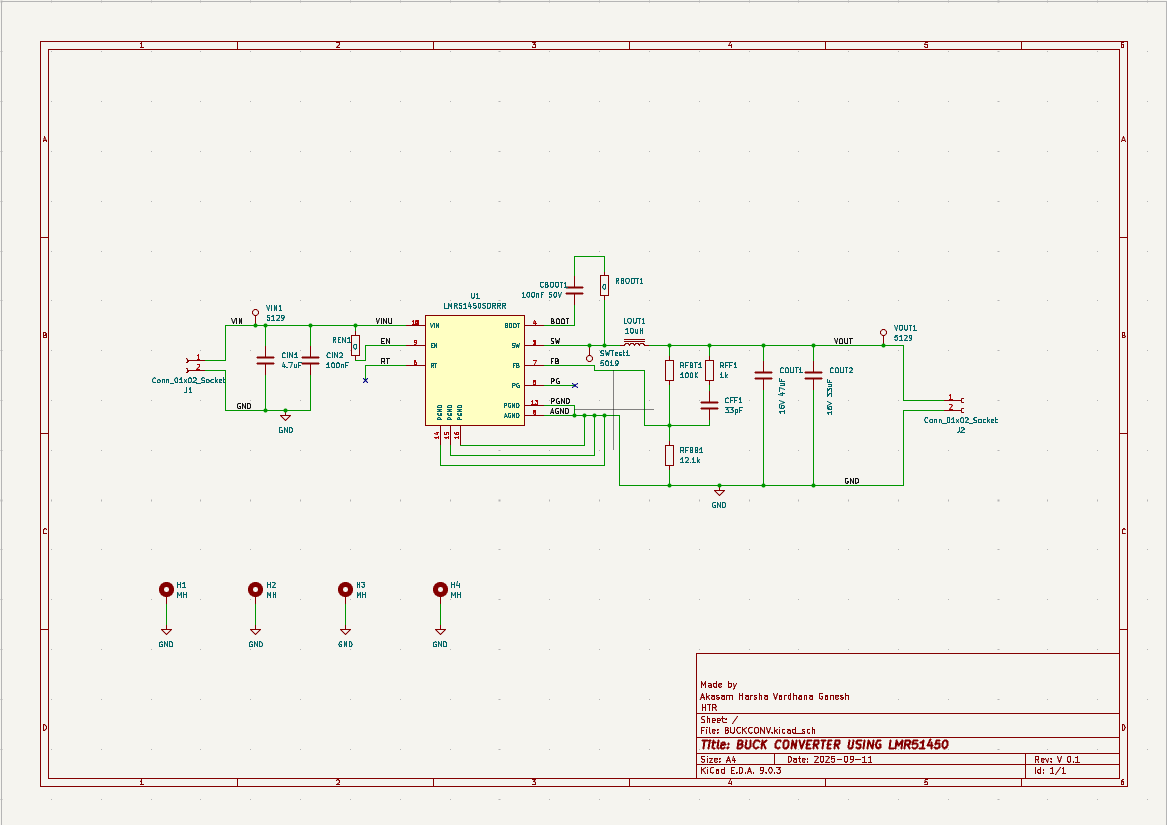 1 2 3 4 5 6
A A
CBOOT1
100nF 50V
RBOOT1
0
U1
LMR51450SDRRR
VIN1
5129
VIN
VINU
10
VIN
BOOT
4
BOOT
LOUT1
10uH
VOUT1
5129
B B
REN1
0
EN
9
EN
SW
SW
VOUT
1
2
Conn_01x02_Socket
J1
CIN1
4.7uF
CIN2
100nF
RT
6
RT
FB
7
FB
SWTest1
5019
RFBT1
100K
RFF1
1k
COUT1
16V 47uF
COUT2
16V 33uF
PG
PG
CFF1
33pF
GND
GND
PGND
13
PGND
AGND
8
AGND
PGND
PGND
PGND
14
15
16
1
2
Conn_01x02_Socket
J2
RFBB1
12.1k
GND
GND
C C
H1
MH
GND
H2
MH
GND
H3
MH
GND
H4
MH
GND
Made by
Akasam Harsha Vardhana Ganesh
HTR
Sheet: /
File: BUCKCONV.kicad_sch
Title: BUCK CONVERTER USING LMR51450
Size: A4 Date: 2025-09-11 Rev: V 0.1
KiCad E.D.A. 9.0.3 Id: 1/1
D D
1 2 3 4 5 6